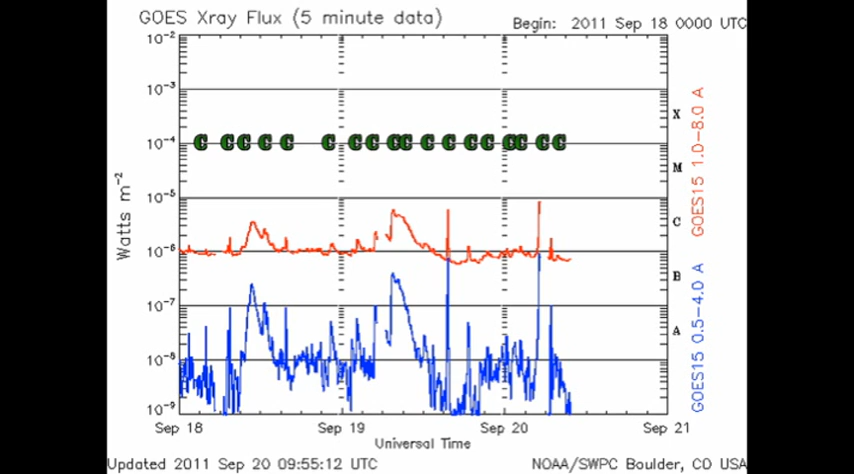 GOES Xray Flux (5 minute data)
Begin: 2011 Sep 18 0000 UTC
10-2
10-3
10-4
10-5
10-6
10-7
10-8
10-9
Watts m-2
C C C C C C C C C C C C C C C C C C
X
M
C
B
A
GOES15 1.0-8.0 A
GOES15 0.5-4.0 A
Sep 18 Sep 19 Sep 20 Sep 21
Universal Time
Updated 2011 Sep 20 09:55:12 UTC
NOAA/SWPC Boulder, CO USA